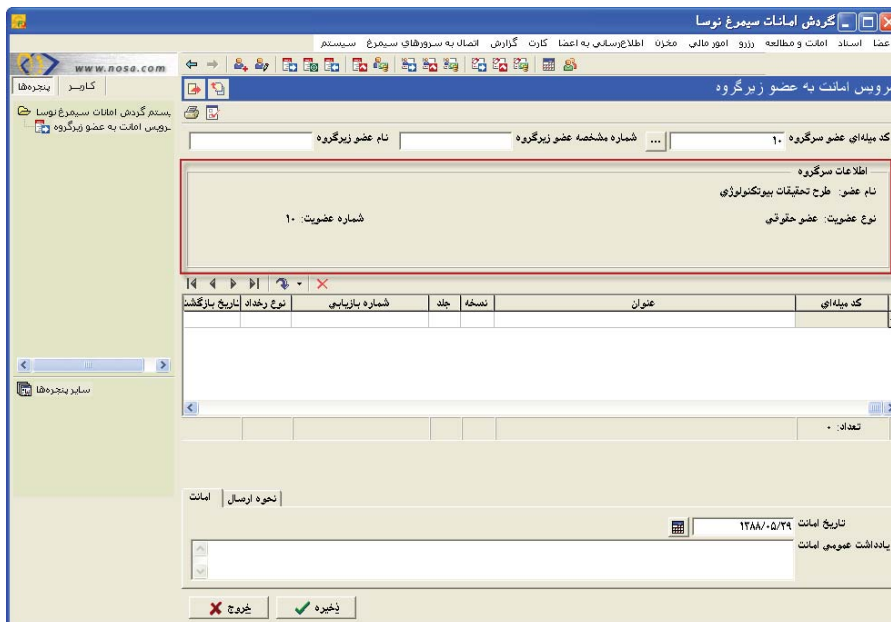 گردش امانات سیمرغ نوسا
اعضا اسناد امانت و مطالعه رزرو امور مالی مخزن اطلاع‌رسانی به اعضا کارت گزارش اتصال به سرورهای سیمرغ سیستم
www.nosa.com
کاربر پنجره‌ها
سرویس امانت به عضو زیرگروه
سیستم گردش امانات سیمرغ نوسا
سرویس امانت به عضو زیرگروه
کد میله‌ای عضو سرگروه ۱۰ ... شماره مشخصه عضو زیرگروه نام عضو زیرگروه
اطلاعات سرگروه
نام عضو: طرح تحقیقات بیوتکنولوژی
نوع عضویت: عضو حقوقی شماره عضویت: ۱۰
کد میله‌ای عنوان نسخه جلد شماره بازیابی نوع رخداد تاریخ بازگشت
سایر پنجره‌ها
تعداد: ۰
نحوه ارسال امانت
تاریخ امانت ۱۳۸۸/۰۵/۲۹
یادداشت عمومی امانت
ذخیره خروج